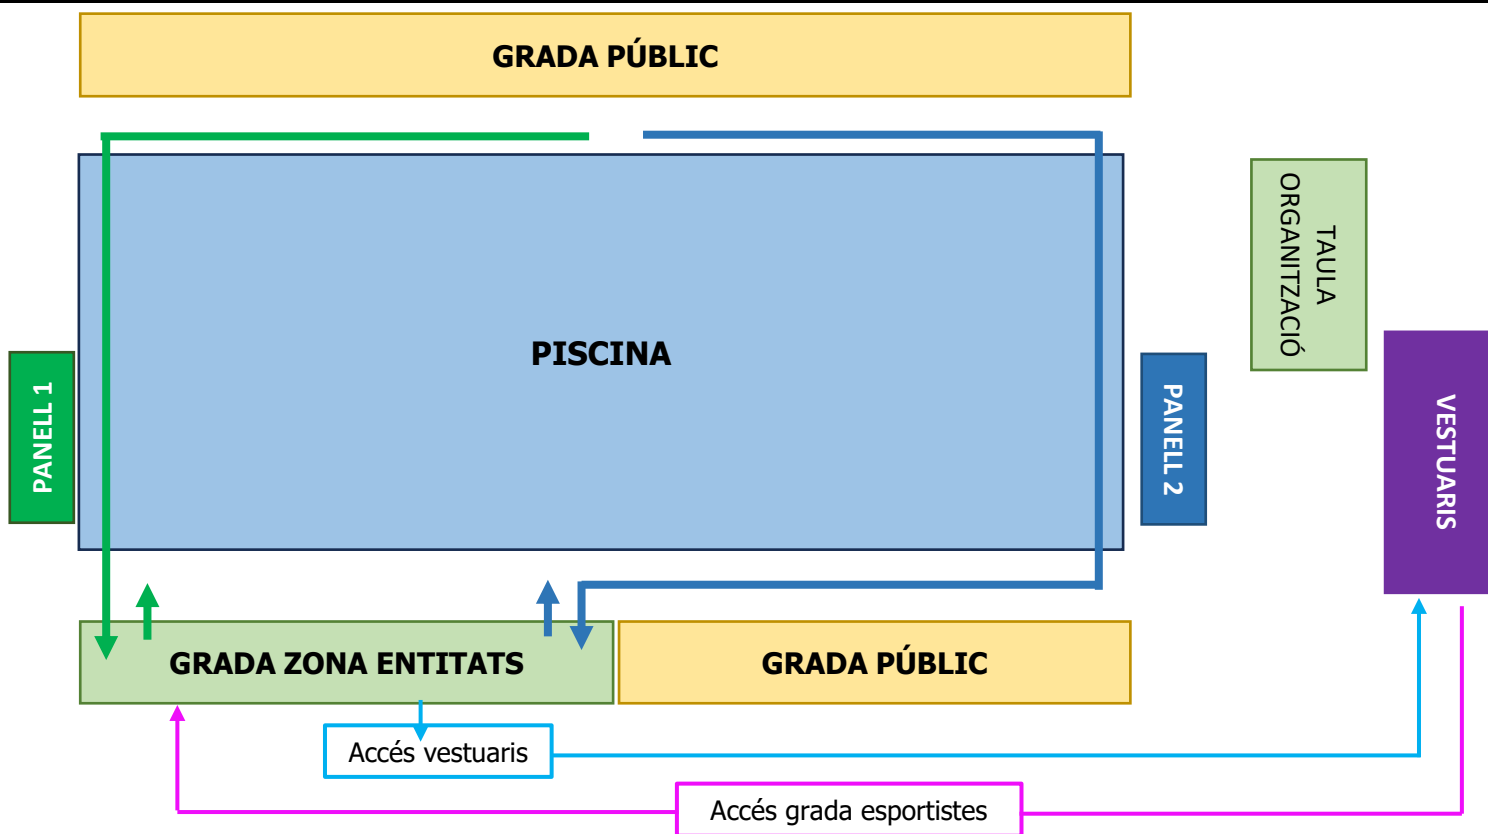 GRADA PÚBLIC
TAULA
ORGANITZACIÓ
PISCINA
PANELL 1
PANELL 2
VESTUARIS
GRADA ZONA ENTITATS
GRADA PÚBLIC
Accés vestuaris
Accés grada esportistes